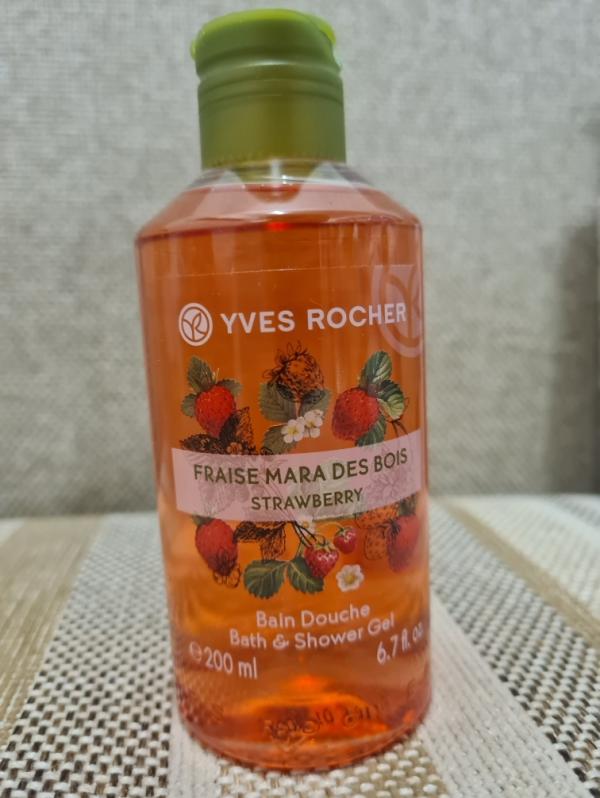 YVES ROCHER
FRAISE MARA DES BOIS
STRAWBERRY
Bain Douche
Bath & Shower Gel
℮200 ml
6.7 fl. oz